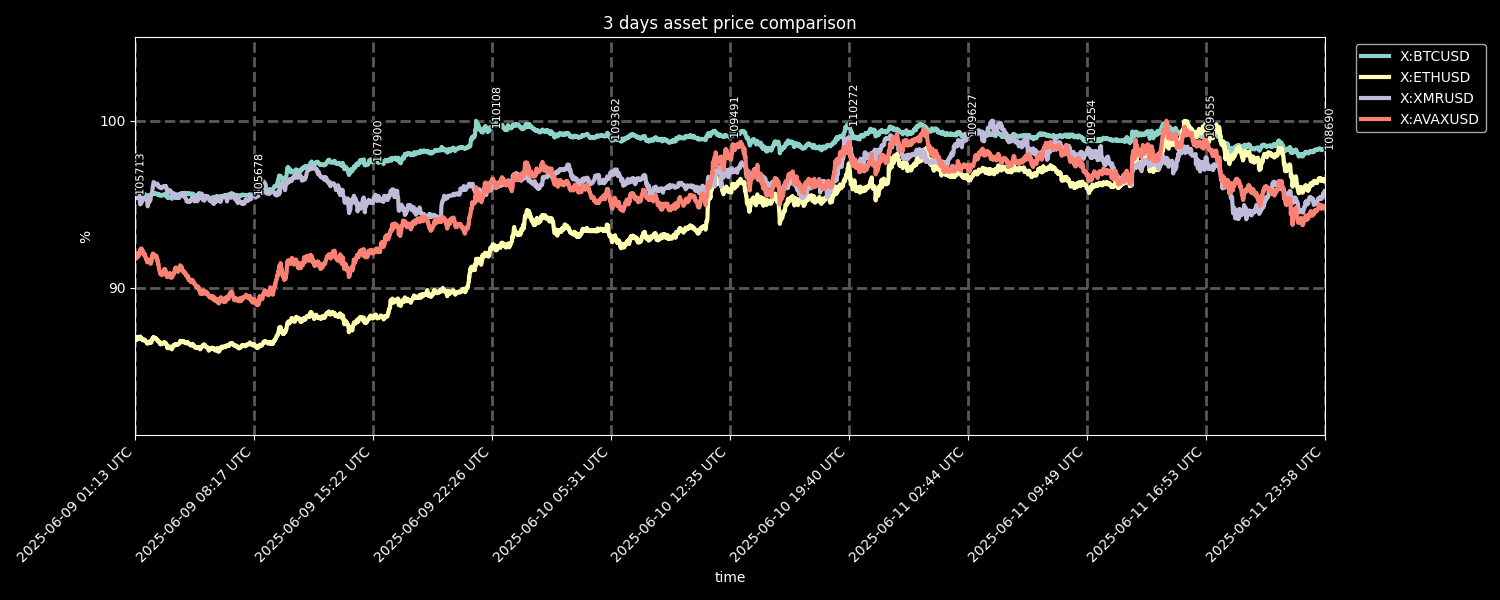 3 days asset price comparison
X:BTCUSD
X:ETHUSD
X:XMRUSD
X:AVAXUSD
%
100
90
105713
105678
107900
110108
109362
109491
110272
109627
109254
109555
108690
2025-06-09 01:13 UTC
2025-06-09 08:17 UTC
2025-06-09 15:22 UTC
2025-06-09 22:26 UTC
2025-06-10 05:31 UTC
2025-06-10 12:35 UTC
2025-06-10 19:40 UTC
2025-06-11 02:44 UTC
2025-06-11 09:49 UTC
2025-06-11 16:53 UTC
2025-06-11 23:58 UTC
time